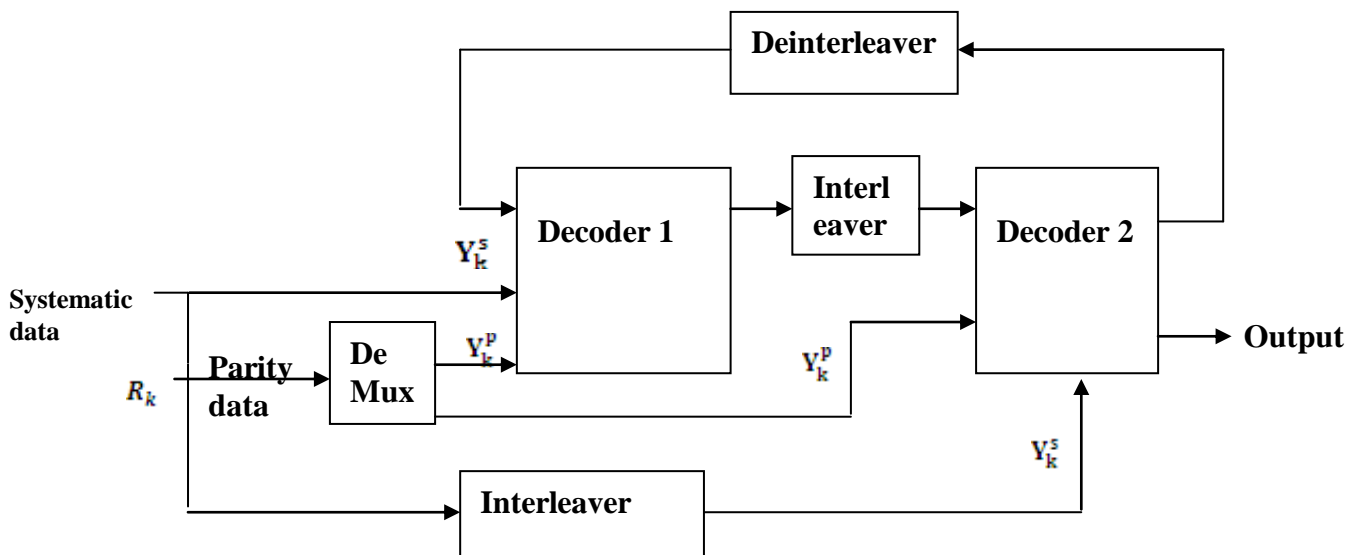 Deinterleaver
Interl
eaver
Decoder 1
Decoder 2
Y_k^s
Systematic
data
De
Mux
Y_k^p
Y_k^p
Output
Parity
data
R_k
Y_k^s
Interleaver